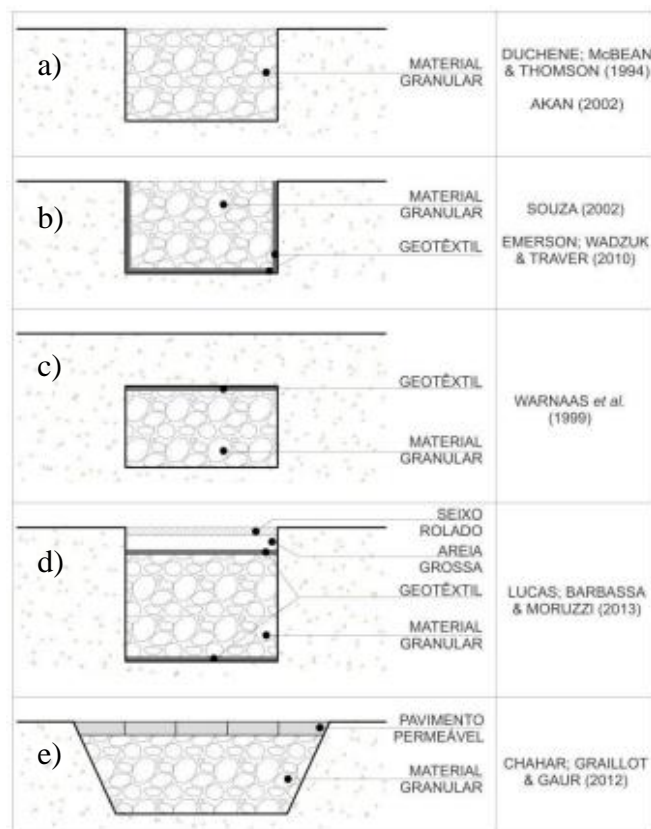 a)
MATERIAL
GRANULAR
DUCHENE; McBEAN
& THOMSON (1994)
AKAN (2002)
b)
MATERIAL
GRANULAR
GEOTÊXTIL
SOUZA (2002)
EMERSON; WADZUK
& TRAVER (2010)
c)
GEOTÊXTIL
MATERIAL
GRANULAR
WARNAAS et al.
(1999)
d)
SEIXO
ROLADO
AREIA
GROSSA
GEOTÊXTIL
MATERIAL
GRANULAR
LUCAS; BARBASSA
& MORUZZI (2013)
e)
PAVIMENTO
PERMEÁVEL
MATERIAL
GRANULAR
CHAHAR; GRAILLOT
& GAUR (2012)